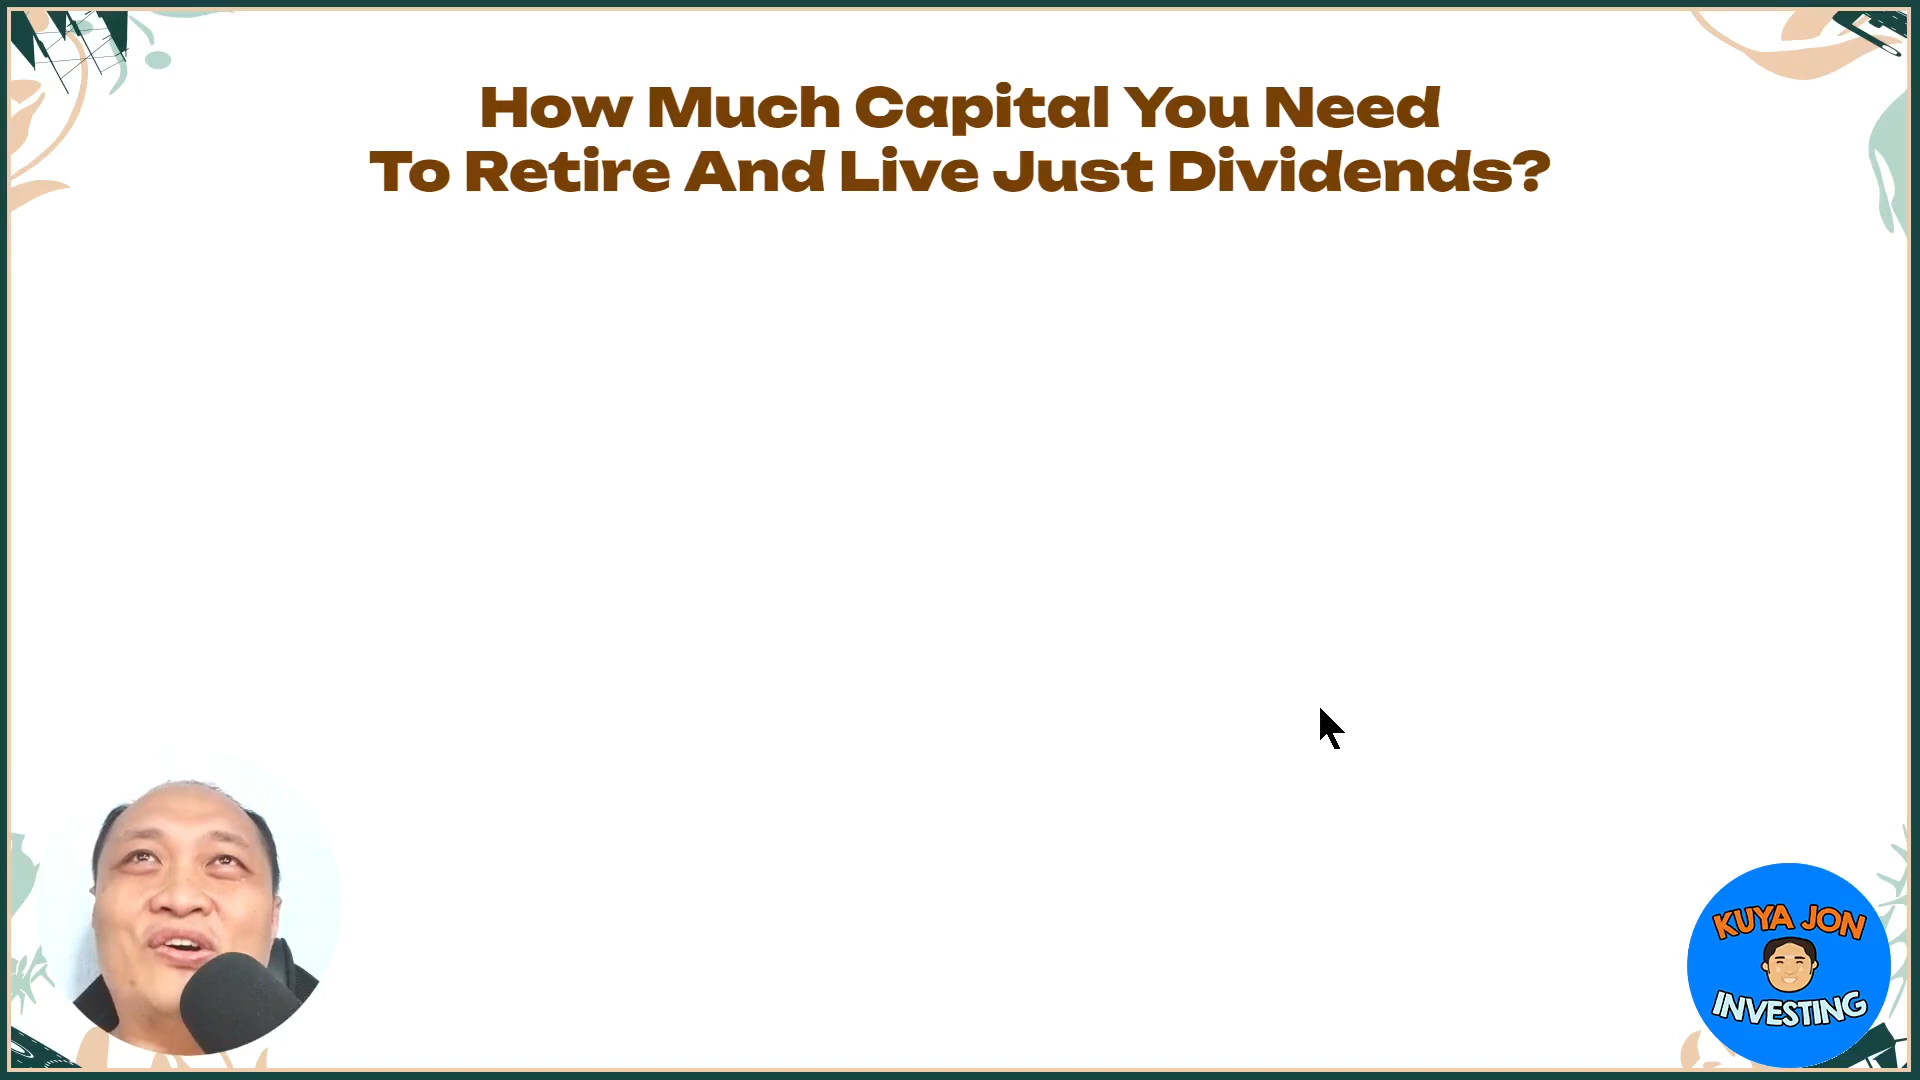 How Much Capital You Need
To Retire And Live Just Dividends?
KUYA JON
INVESTING